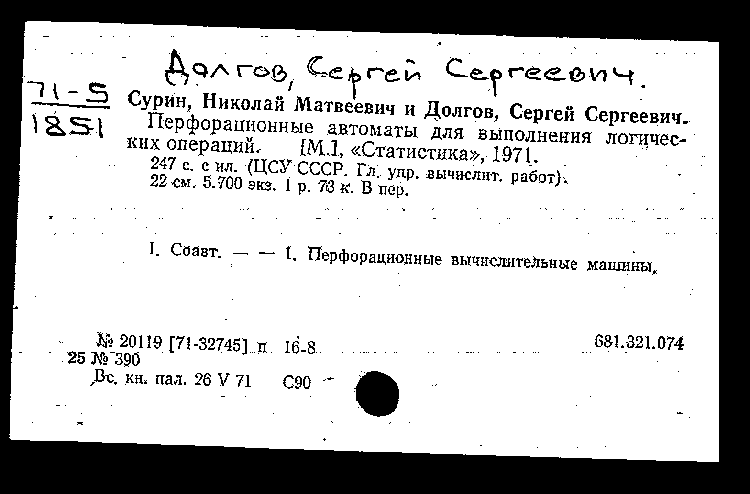 Долгов, Сергей Сергеевич.
71-5
1851
Сурин, Николай Матвеевич и Долгов, Сергей Сергеевич.
Перфорационные автоматы для выполнения логичес-
ких операций. [М.], «Статистика», 1971.
247 с. с ил. (ЦСУ СССР. Гл. упр. вычислит. работ).
22 см. 5.700 экз. 1 р. 73 к. В пер.
I. Соавт. — — 1. Перфорационные вычислительные машины.
№ 20119 [71-32745] п 16-8
681.321.074
25 № 390
Вс. кн. пал. 26 V 71 С90